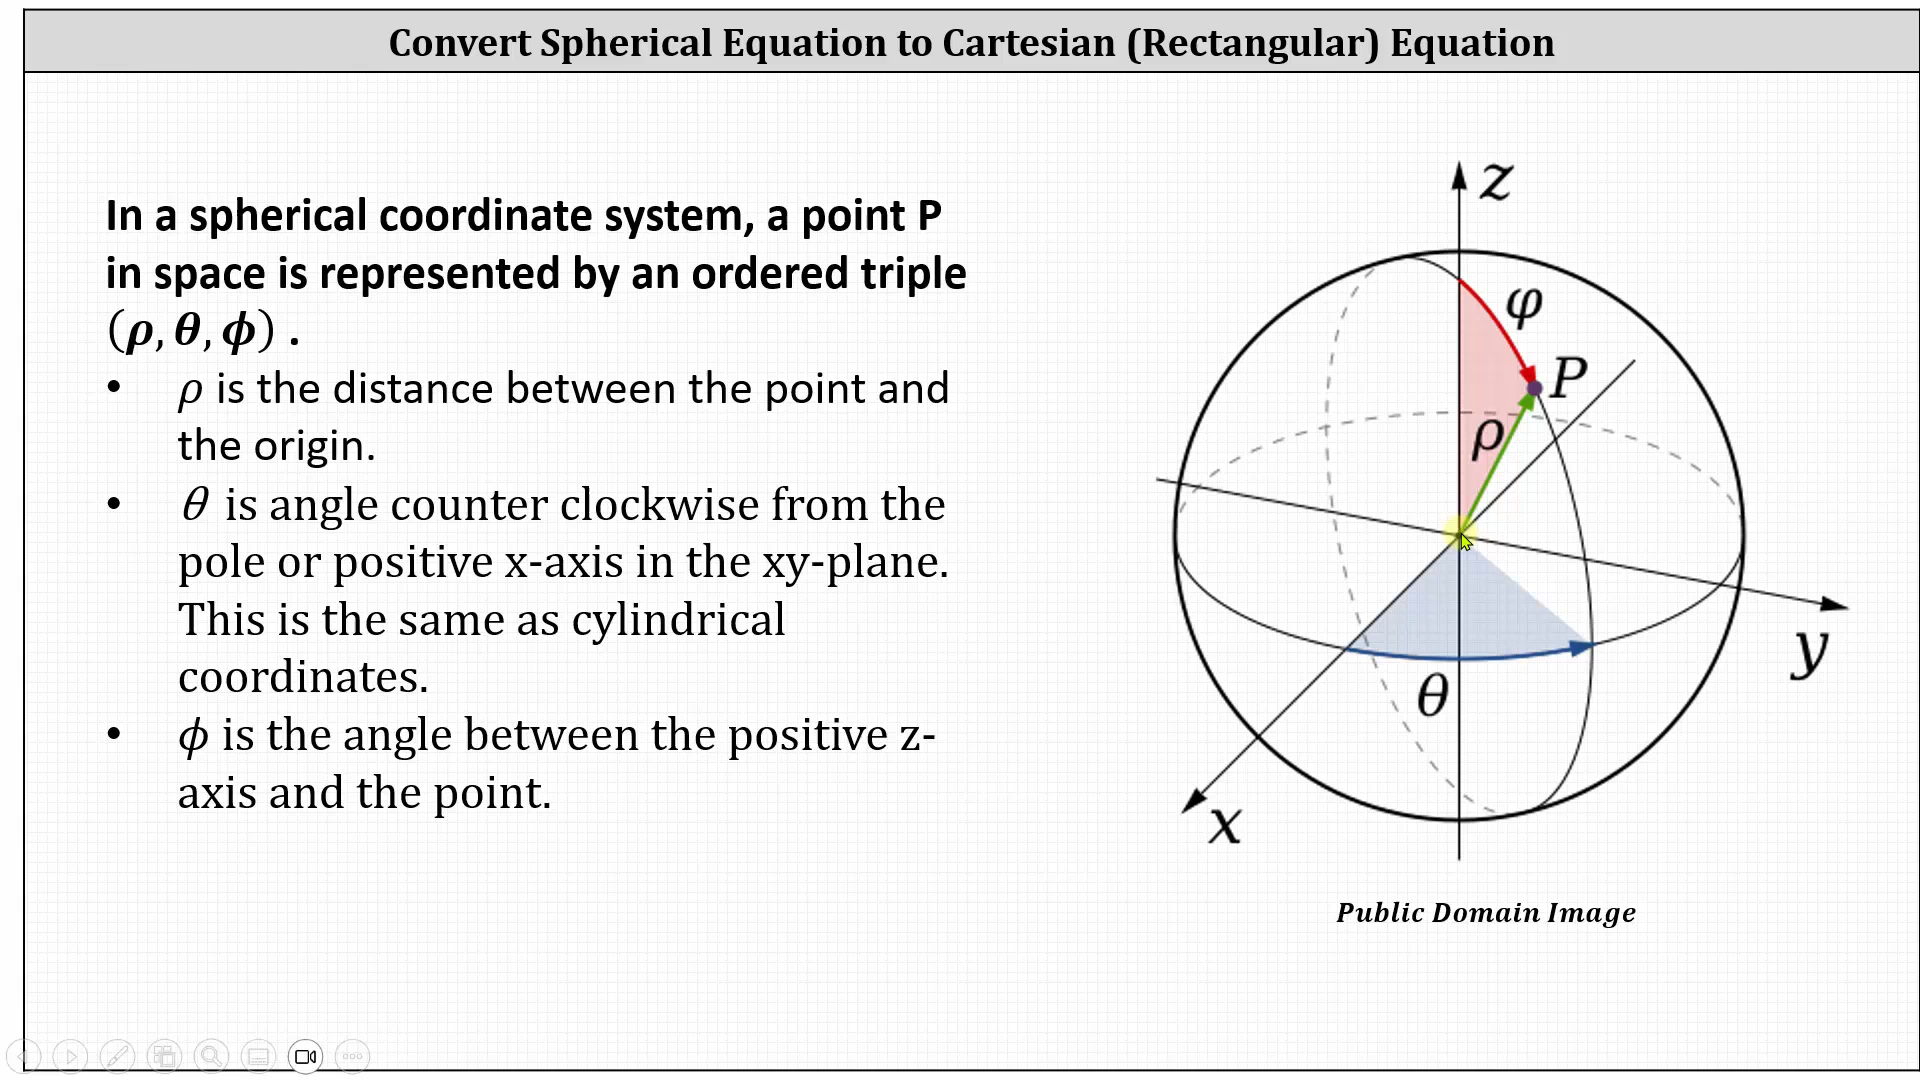 Convert Spherical Equation to Cartesian (Rectangular) Equation
In a spherical coordinate system, a point P
in space is represented by an ordered triple
(ρ, θ, ϕ) .
• ρ is the distance between the point and
the origin.
• θ is angle counter clockwise from the
pole or positive x-axis in the xy-plane.
This is the same as cylindrical
coordinates.
• ϕ is the angle between the positive z-
axis and the point.
z
φ
P
ρ
y
θ
x
Public Domain Image